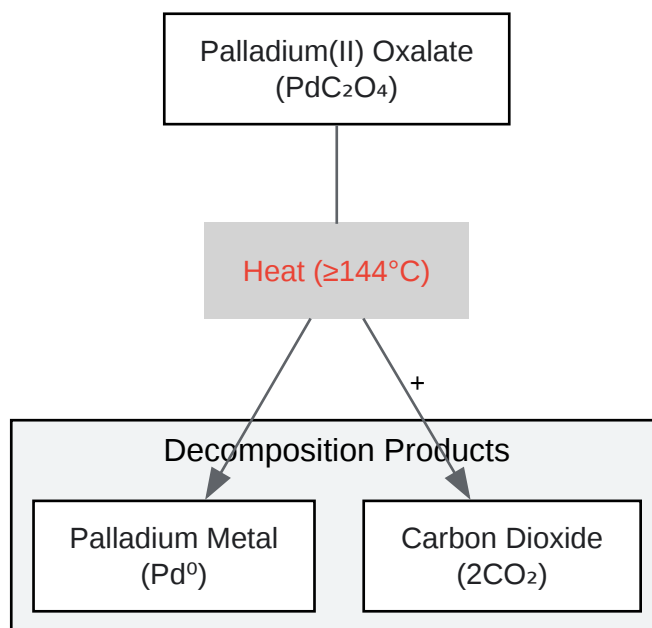 Palladium(II) Oxalate
(PdC₂O₄)
Heat (≥144°C)
+
Decomposition Products
Palladium Metal
(Pd⁰)
Carbon Dioxide
(2CO₂)